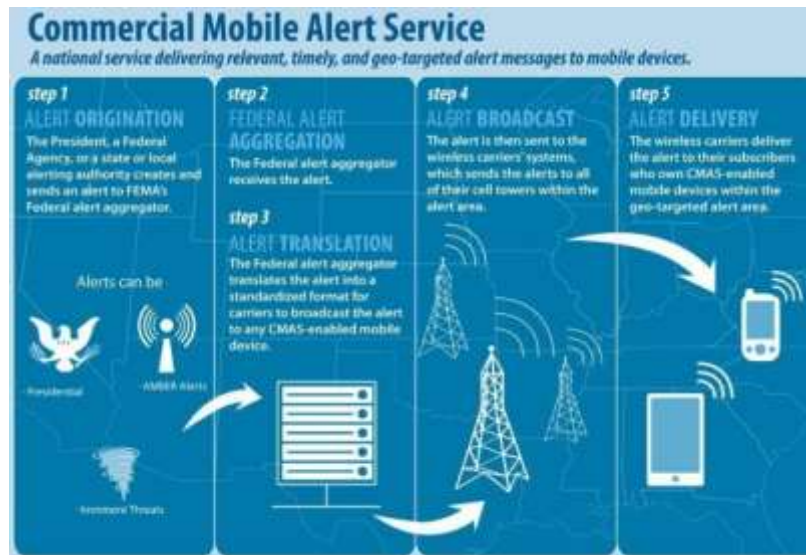 Commercial Mobile Alert Service
A national service delivering relevant, timely, and geo-targeted alert messages to mobile devices.
step 1
ALERT ORIGINATION
The President, a Federal
Agency, or a state or local
alerting authority creates and
sends an alert to FEMA's
Federal alert aggregator.
Alerts can be
-Presidential
-AMBER Alerts
-Imminent Threats
step 2
FEDERAL ALERT
AGGREGATION
The Federal alert aggregator
receives the alert.
step 3
ALERT TRANSLATION
The Federal alert aggregator
translates the alert into a
standardized format for
carriers to broadcast the alert
to any CMAS-enabled mobile
device.
step 4
ALERT BROADCAST
The alert is then sent to the
wireless carriers' systems,
which sends the alerts to all
of their cell towers within the
alert area.
step 5
ALERT DELIVERY
The wireless carriers deliver
the alert to their subscribers
who own CMAS-enabled
mobile devices within the
geo-targeted alert area.